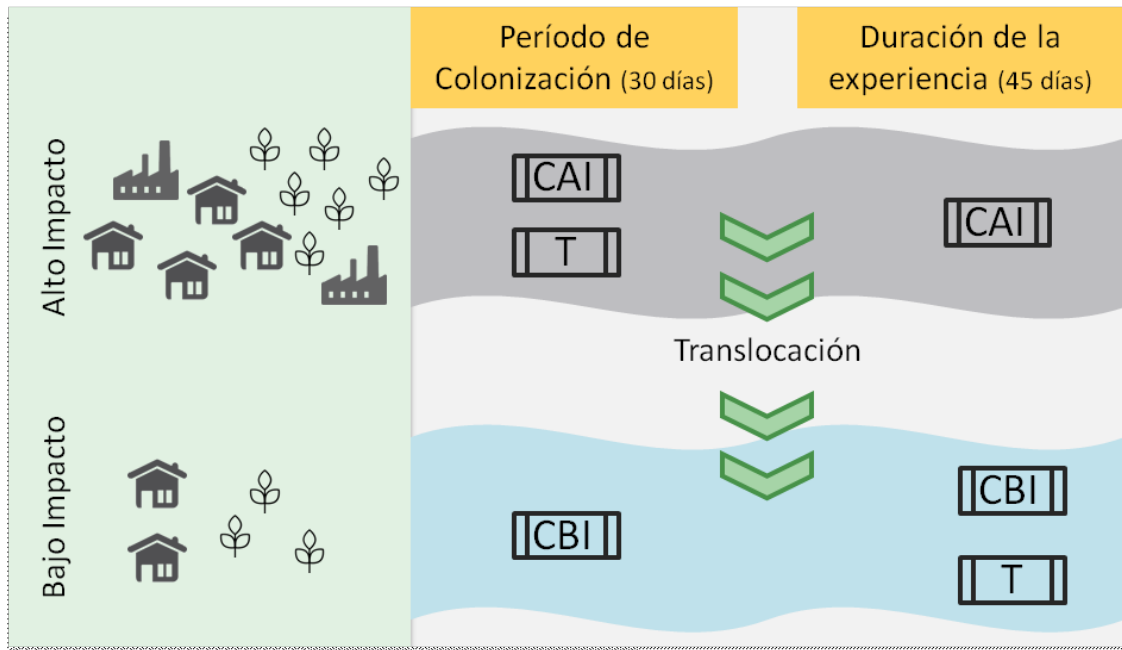 Período de
Colonización (30 días)
Duración de la
experiencia (45 días)
Alto Impacto
CAI
T
CAI
Translocación
Bajo Impacto
CBI
CBI
T